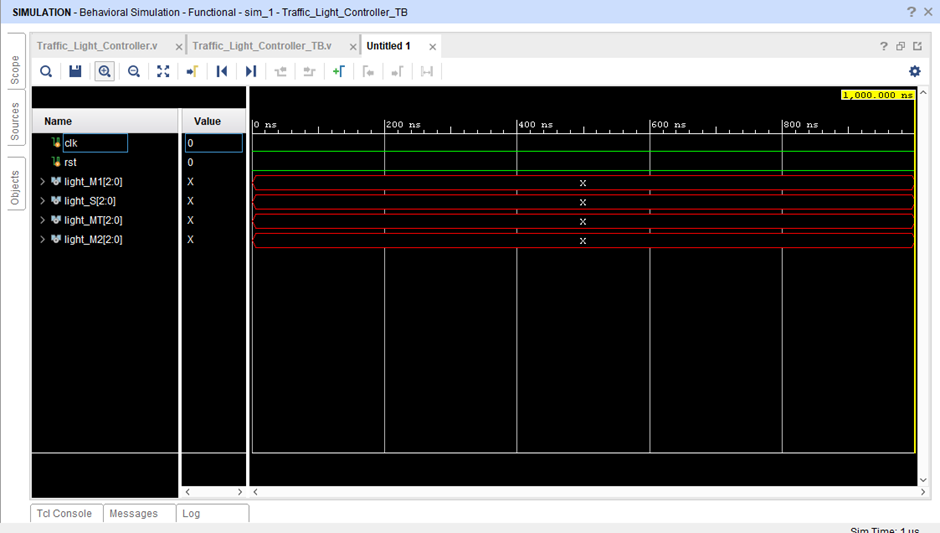 SIMULATION - Behavioral Simulation - Functional - sim_1 - Traffic_Light_Controller_TB ? ×
Scope
Sources
Objects
Traffic_Light_Controller.v × Traffic_Light_Controller_TB.v × Untitled 1 × ?
1,000.000 ns
Name Value
0 ns 200 ns 400 ns 600 ns 800 ns
clk 0
rst 0
light_M1[2:0] X X
light_S[2:0] X X
light_MT[2:0] X X
light_M2[2:0] X X
Tcl Console Messages Log
Sim Time: 1 us